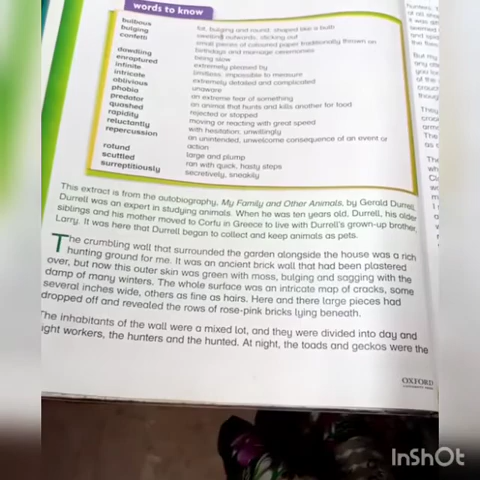 words to know
bulbous fat, bulging and round: shaped like a bulb
bulging swelling outwards, sticking out
confetti small pieces of coloured paper traditionally thrown on
birthdays and marriage ceremonies
dawdling being slow
enraptured extremely pleased by
infinite limitless: impossible to measure
intricate extremely detailed and complicated
oblivious unaware
phobia an extreme fear of something
predator an animal that hunts and kills another for food
quashed rejected or stopped
rapidity moving or reacting with great speed
reluctantly with hesitation, unwillingly
repercussion an unintended, unwelcome consequence of an event or
action
rotund large and plump
scuttled ran with quick, hasty steps
surreptitiously secretively, sneakily
This extract is from the autobiography, My Family and Other Animals, by Gerald Durrell.
Durrell was an expert in studying animals. When he was ten years old, Durrell, his older
siblings and his mother moved to Corfu in Greece to live with Durrell's grown-up brother,
Larry. It was here that Durrell began to collect and keep animals as pets.
The crumbling wall that surrounded the garden alongside the house was a rich
hunting ground for me. It was an ancient brick wall that had been plastered
over, but now this outer skin was green with moss, bulging and sagging with the
damp of many winters. The whole surface was an intricate map of cracks, some
several inches wide, others as fine as hairs. Here and there large pieces had
dropped off and revealed the rows of rose-pink bricks lying beneath.
The inhabitants of the wall were a mixed lot, and they were divided into day and
ight workers, the hunters and the hunted. At night, the toads and geckos were the
OXFORD
InShOt